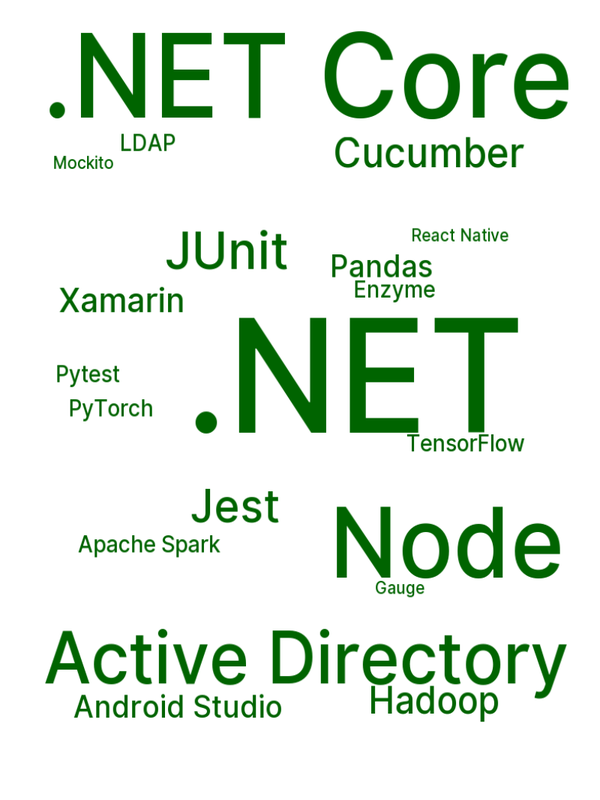 .NET Core
LDAP
Mockito
Cucumber
JUnit
React Native
Pandas
Enzyme
Xamarin
.NET
Pytest
PyTorch
TensorFlow
Jest
Apache Spark
Node
Gauge
Active Directory
Android Studio
Hadoop